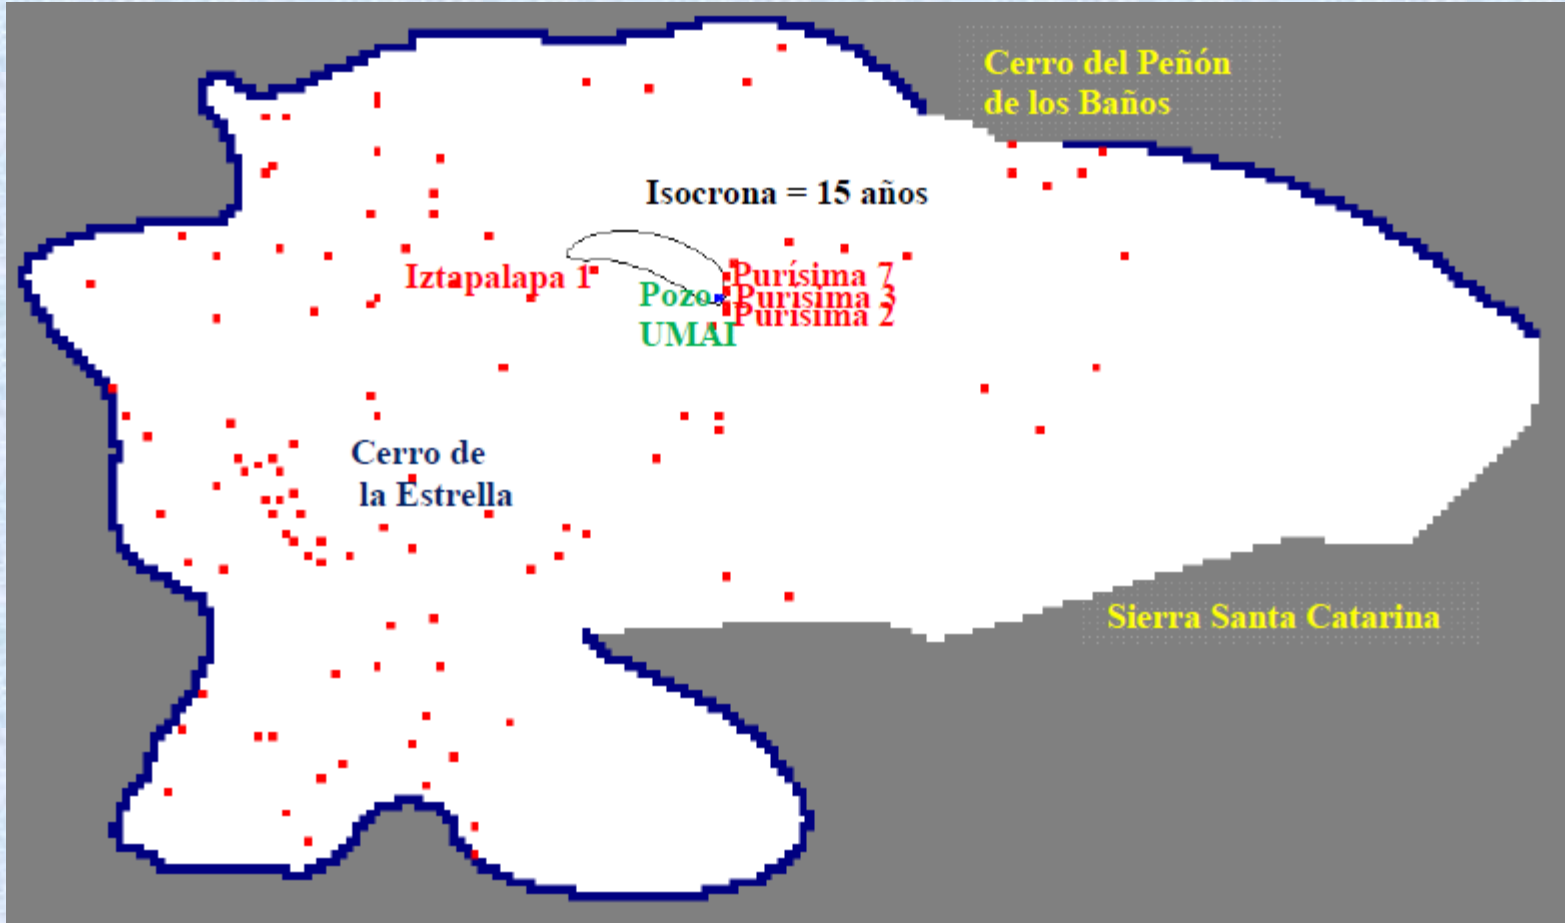 Cerro del Peñón
de los Baños
Isocrona = 15 años
Iztapalapa 1
Purísima 7
Pozo
Purísima 3
Purísima 2
UMAI
Cerro de
la Estrella
Sierra Santa Catarina